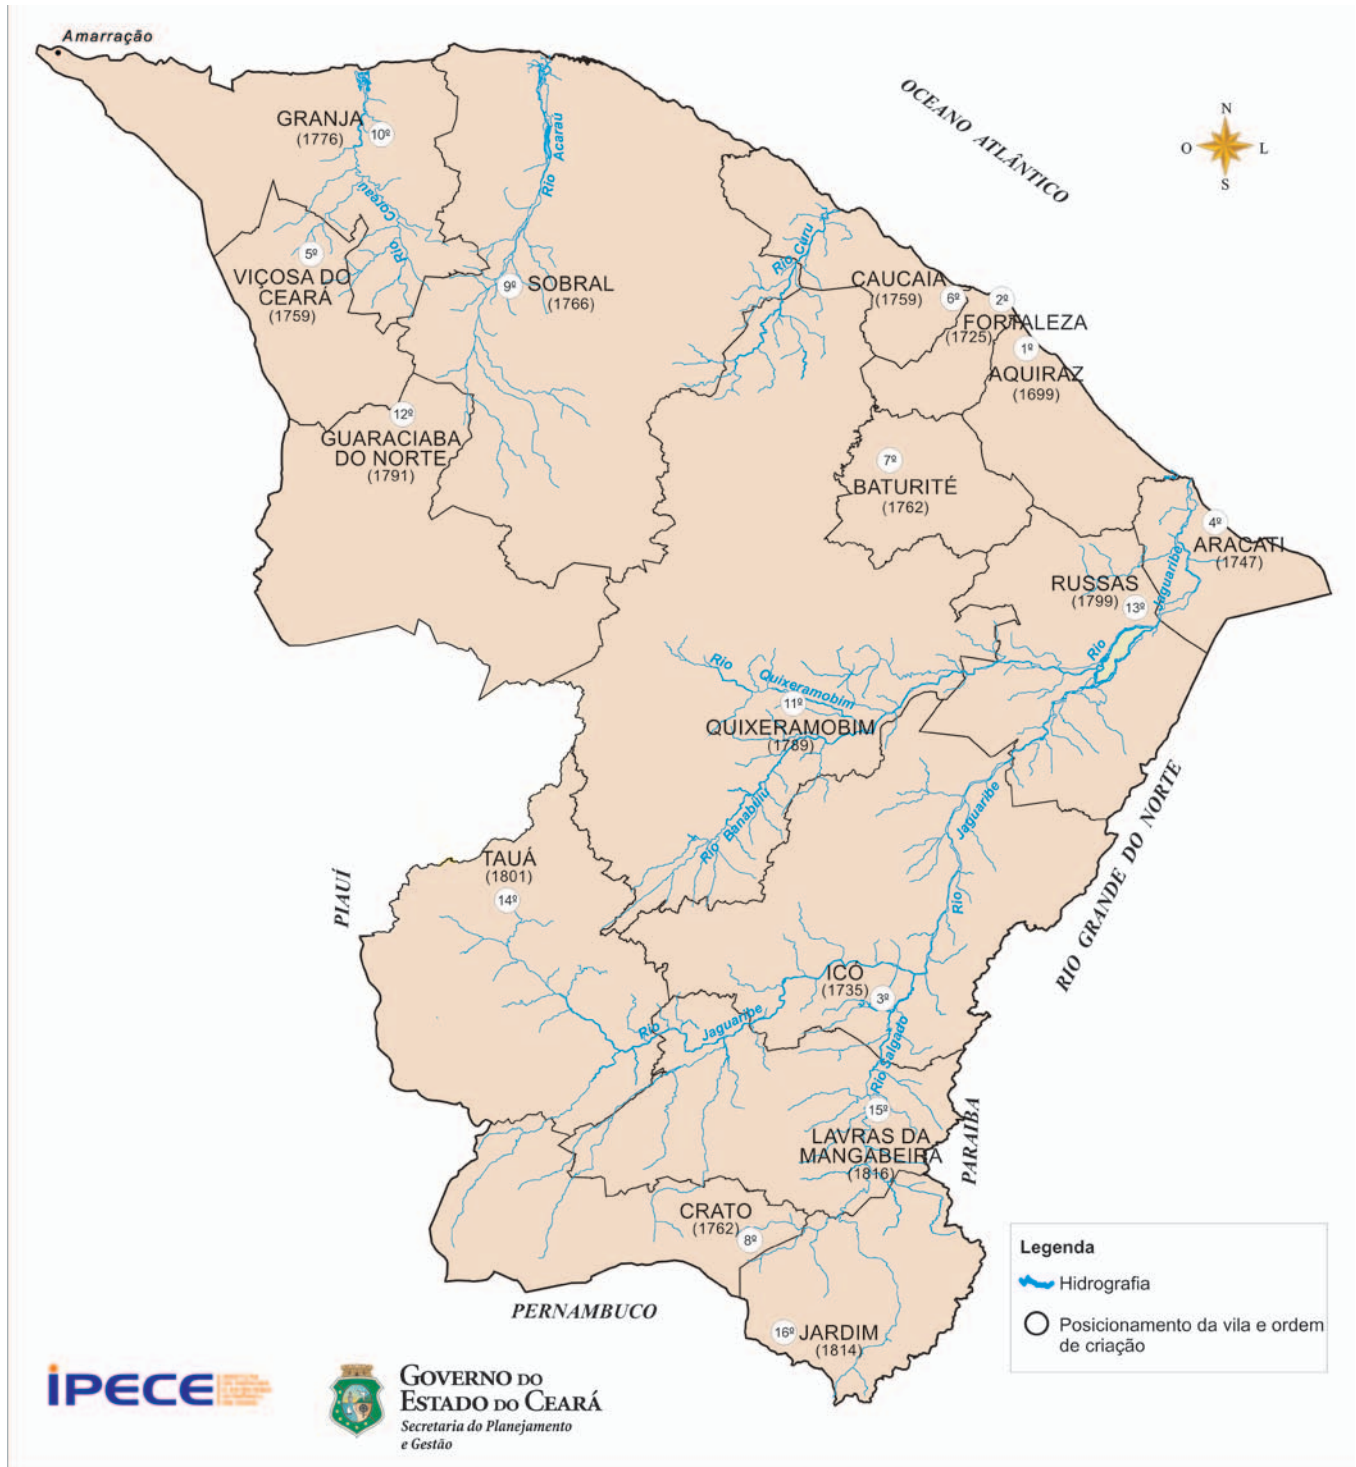 Amarração
OCEANO ATLÂNTICO
N
O
L
S
GRANJA
(1776)
10º
Rio
Acaraú
Coreaú
Rio
5º
VIÇOSA DO
CEARÁ
(1759)
9º
SOBRAL
(1766)
Rio Curu
CAUCAIA
(1759)
6º
2º
FORTALEZA
(1725)
1º
AQUIRAZ
(1699)
12º
GUARACIABA
DO NORTE
(1791)
7º
BATURITÉ
(1762)
4º
ARACATI
(1747)
RUSSAS
(1799)
13º
Jaguaribe
Rio
Rio
Quixeramobim
11º
QUIXERAMOBIM
(1789)
Rio Banabuiu
Jaguaribe
Rio
RIO GRANDE DO NORTE
PIAUÍ
TAUÁ
(1801)
14º
ICÓ
(1735)
3º
Rio
Jaguaribe
Rio Salgado
15º
LAVRAS DA
MANGABEIRA
(1816)
PARAIBA
CRATO
(1762)
8º
PERNAMBUCO
16º
JARDIM
(1814)
Legenda
Hidrografia
Posicionamento da vila e ordem
de criação
iPECE
GOVERNO DO
ESTADO DO CEARÁ
Secretaria do Planejamento
e Gestão